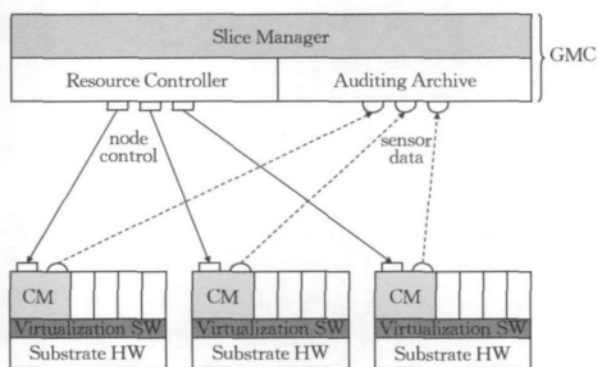 Slice Manager
GMC
Resource Controller
Auditing Archive
node
control
sensor
data
CM
CM
CM
Virtualization SW
Virtualization SW
Virtualization SW
Substrate HW
Substrate HW
Substrate HW